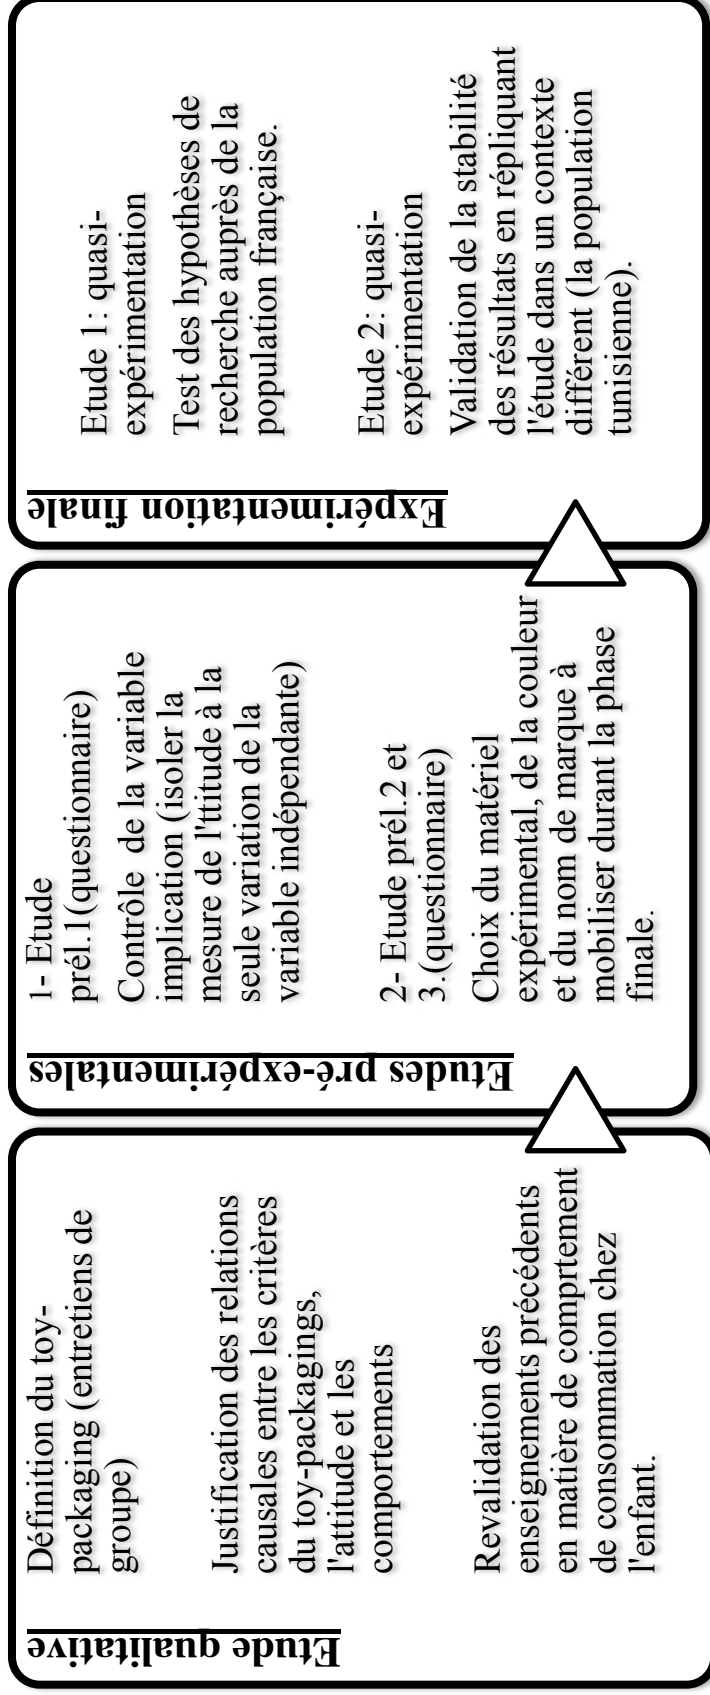 Etude qualitative
Définition du toy-
packaging (entretiens de
groupe)
Justification des relations
causales entre les critères
du toy-packagings,
l'attitude et les
comportements
Revalidation des
enseignements précédents
en matière de comprtement
de consommation chez
l'enfant.
Etudes pré-expérimentales
1- Etude
prél.1(questionnaire)
Contrôle de la variable
implication (isoler la
mesure de l'ttitude à la
seule variation de la
variable indépendante)
2- Etude prél.2 et
3.(questionnaire)
Choix du matériel
expérimental, de la couleur
et du nom de marque à
mobiliser durant la phase
finale.
Expérimentation finale
Etude 1: quasi-
expérimentation
Test des hypothèses de
recherche auprès de la
population française.
Etude 2: quasi-
expérimentation
Validation de la stabilité
des résultats en répliquant
l'étude dans un contexte
différent (la population
tunisienne).